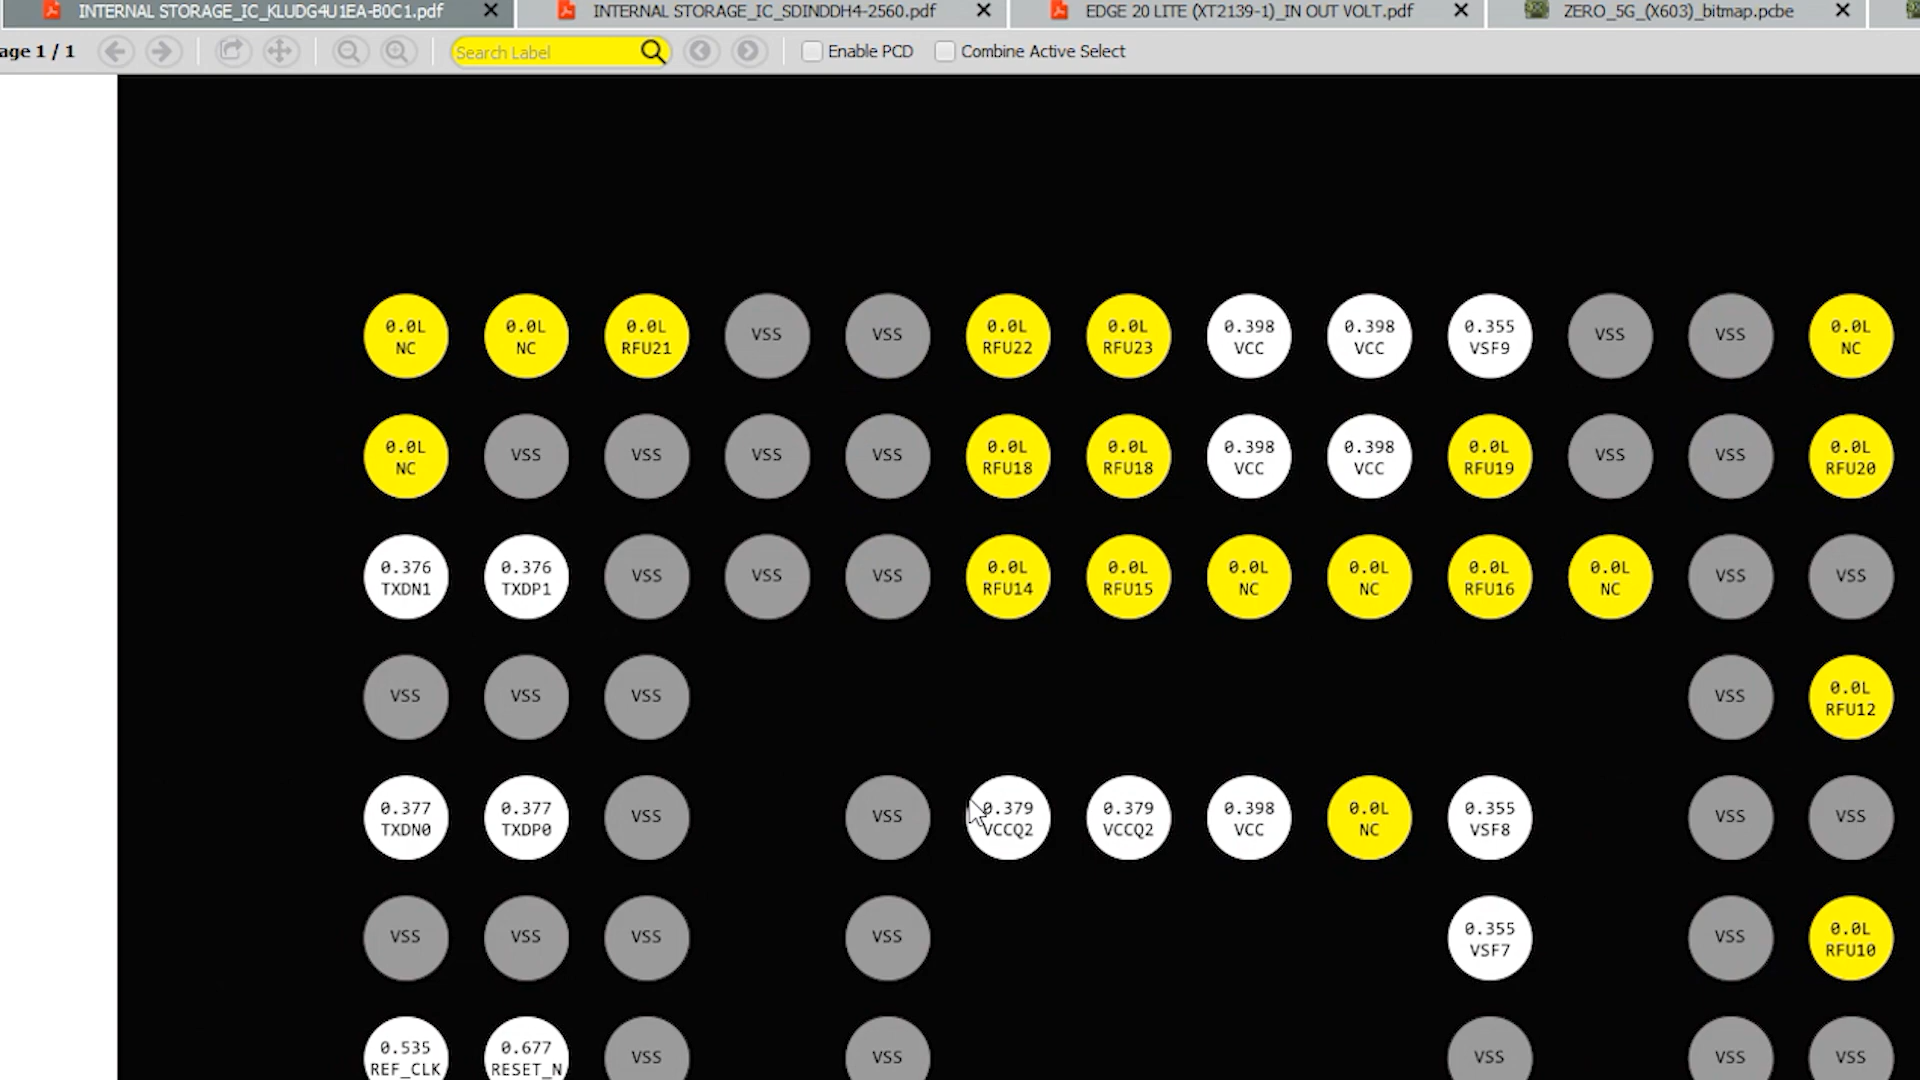 INTERNAL STORAGE_IC_KLUDG4U1EA-B0C1.pdf INTERNAL STORAGE_IC_SDINDDH4-2560.pdf EDGE 20 LITE (XT2139-1)_IN OUT VOLT.pdf ZERO_5G_(X603)_bitmap.pcbe
age 1 / 1 Search Label Enable PCD Combine Active Select
0.0L 0.0L 0.0L VSS VSS 0.0L 0.0L 0.398 0.398 0.355 VSS VSS 0.0L
NC NC RFU21 RFU22 RFU23 VCC VCC VSF9 NC
0.0L VSS VSS VSS VSS 0.0L 0.0L 0.398 0.398 0.0L VSS VSS 0.0L
NC RFU18 RFU18 VCC VCC RFU19 RFU20
0.376 0.376 VSS VSS VSS 0.0L 0.0L 0.0L 0.0L 0.0L 0.0L VSS VSS
TXDN1 TXDP1 RFU14 RFU15 NC NC RFU16 NC
VSS VSS VSS VSS 0.0L
RFU12
0.377 0.377 VSS VSS 0.379 0.379 0.398 0.0L 0.355 VSS VSS
TXDN0 TXDP0 VCCQ2 VCCQ2 VCC NC VSF8
VSS VSS VSS VSS 0.355 VSS 0.0L
VSF7 RFU10
0.535 0.677 VSS VSS VSS VSS VSS
REF_CLK RESET_N